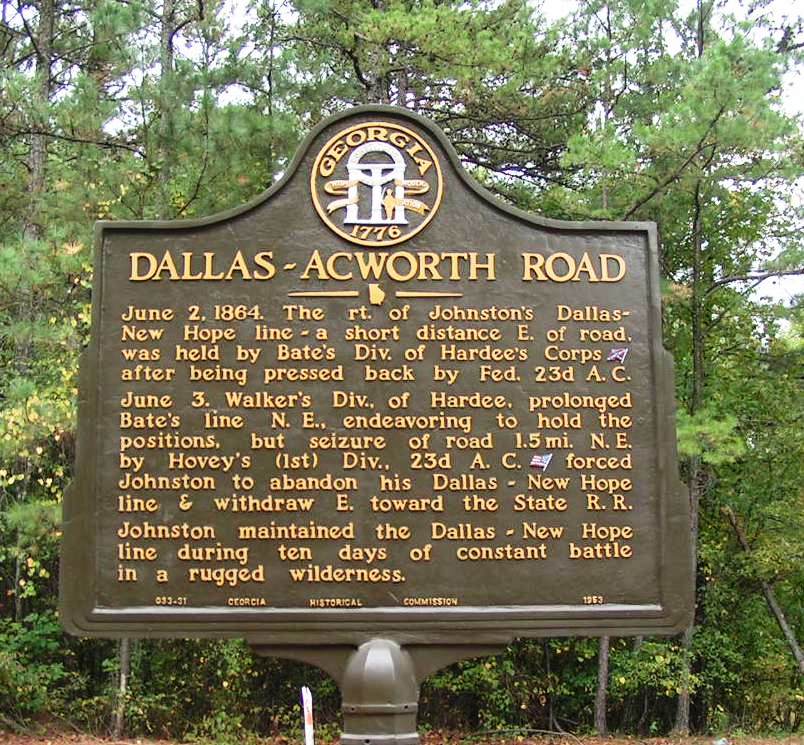 GEORGIA
1776
DALLAS - ACWORTH ROAD
June 2, 1864. The rt. of Johnston's Dallas-
New Hope line - a short distance E. of road,
was held by Bate's Div. of Hardee's Corps
after being pressed back by Fed. 23d A. C.
June 3. Walker's Div., of Hardee, prolonged
Bate's line N. E., endeavoring to hold the
positions, but seizure of road 1.5 mi. N. E.
by Hovey's (1st) Div., 23d A. C. forced
Johnston to abandon his Dallas - New Hope
line & withdraw E. toward the State R. R.
Johnston maintained the Dallas - New Hope
line during ten days of constant battle
in a rugged wilderness.
033-31 GEORGIA HISTORICAL COMMISSION 1953